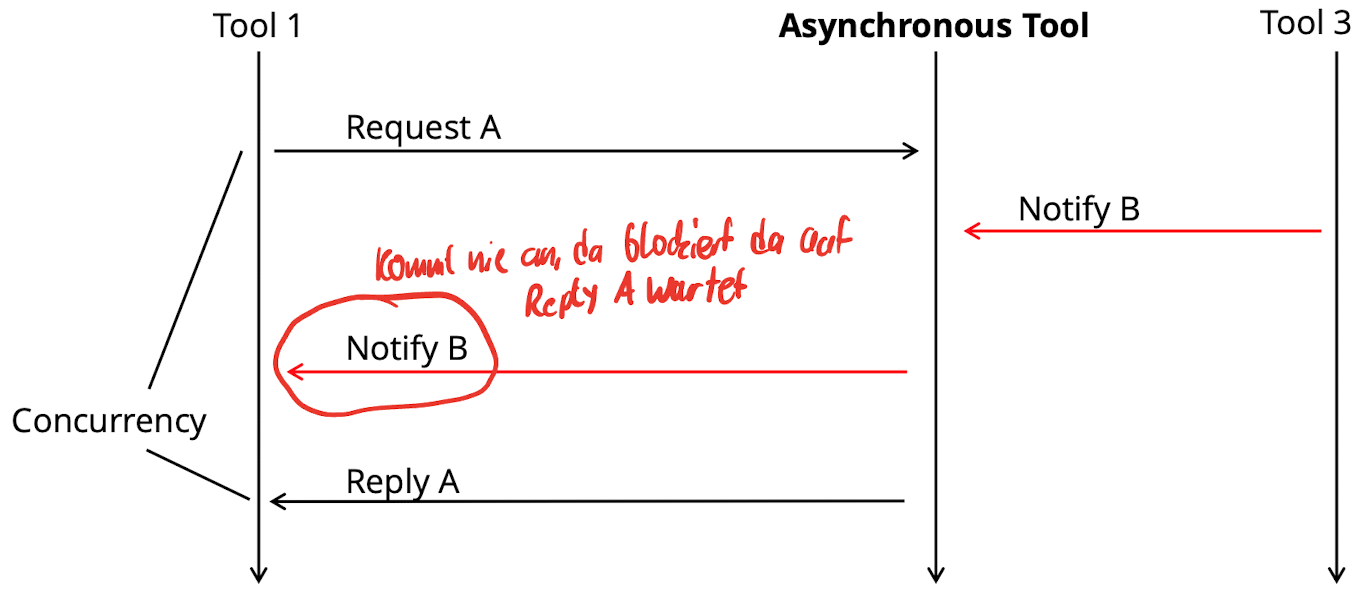 Tool 1
Asynchronous Tool
Tool 3
Request A
Notify B
kommt nie an, da blockiert da auf
Reply A wartet
Notify B
Concurrency
Reply A